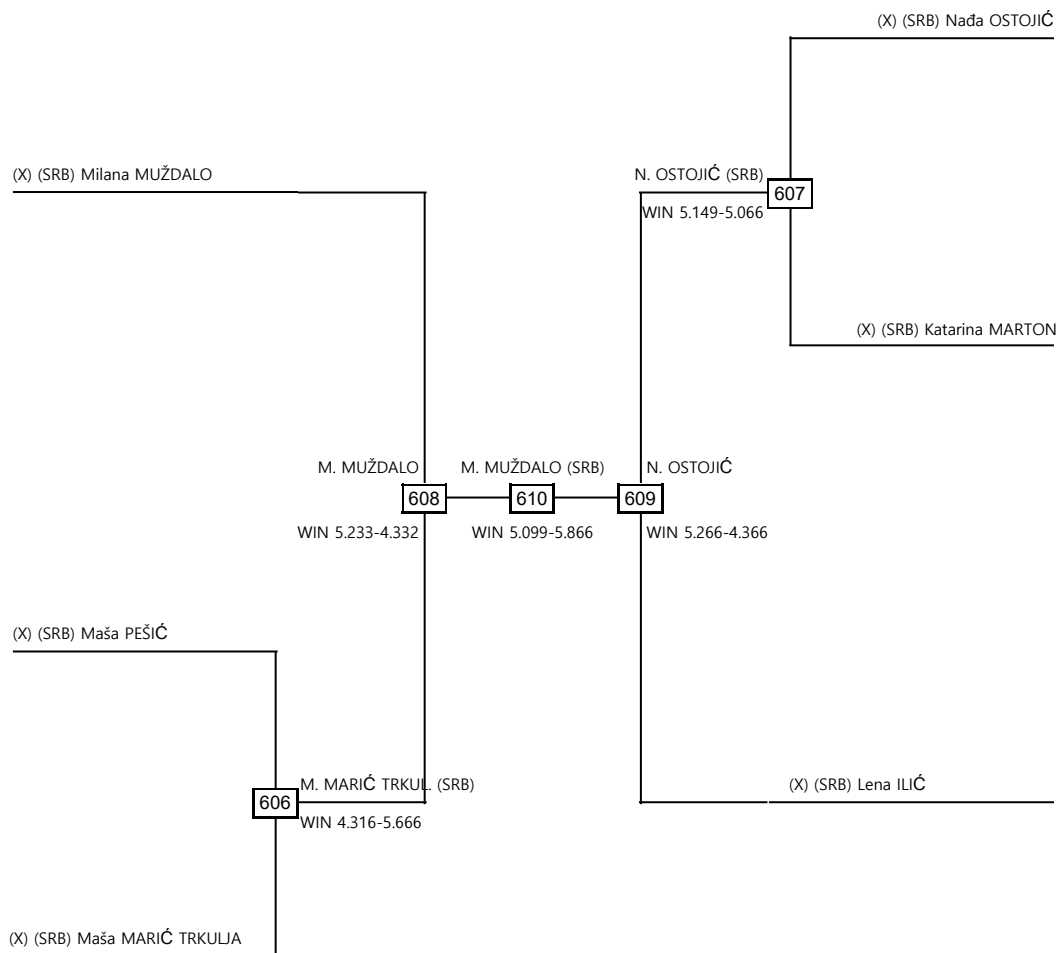 (X) (SRB) Nađa OSTOJIĆ
(X) (SRB) Milana MUŽDALO
N. OSTOJIĆ (SRB)
607
WIN 5.149-5.066
(X) (SRB) Katarina MARTON
M. MUŽDALO
M. MUŽDALO (SRB)
N. OSTOJIĆ
608
610
609
WIN 5.233-4.332
WIN 5.099-5.866
WIN 5.266-4.366
(X) (SRB) Maša PEŠIĆ
M. MARIĆ TRKUL. (SRB)
(X) (SRB) Lena ILIĆ
606
WIN 4.316-5.666
(X) (SRB) Maša MARIĆ TRKULJA